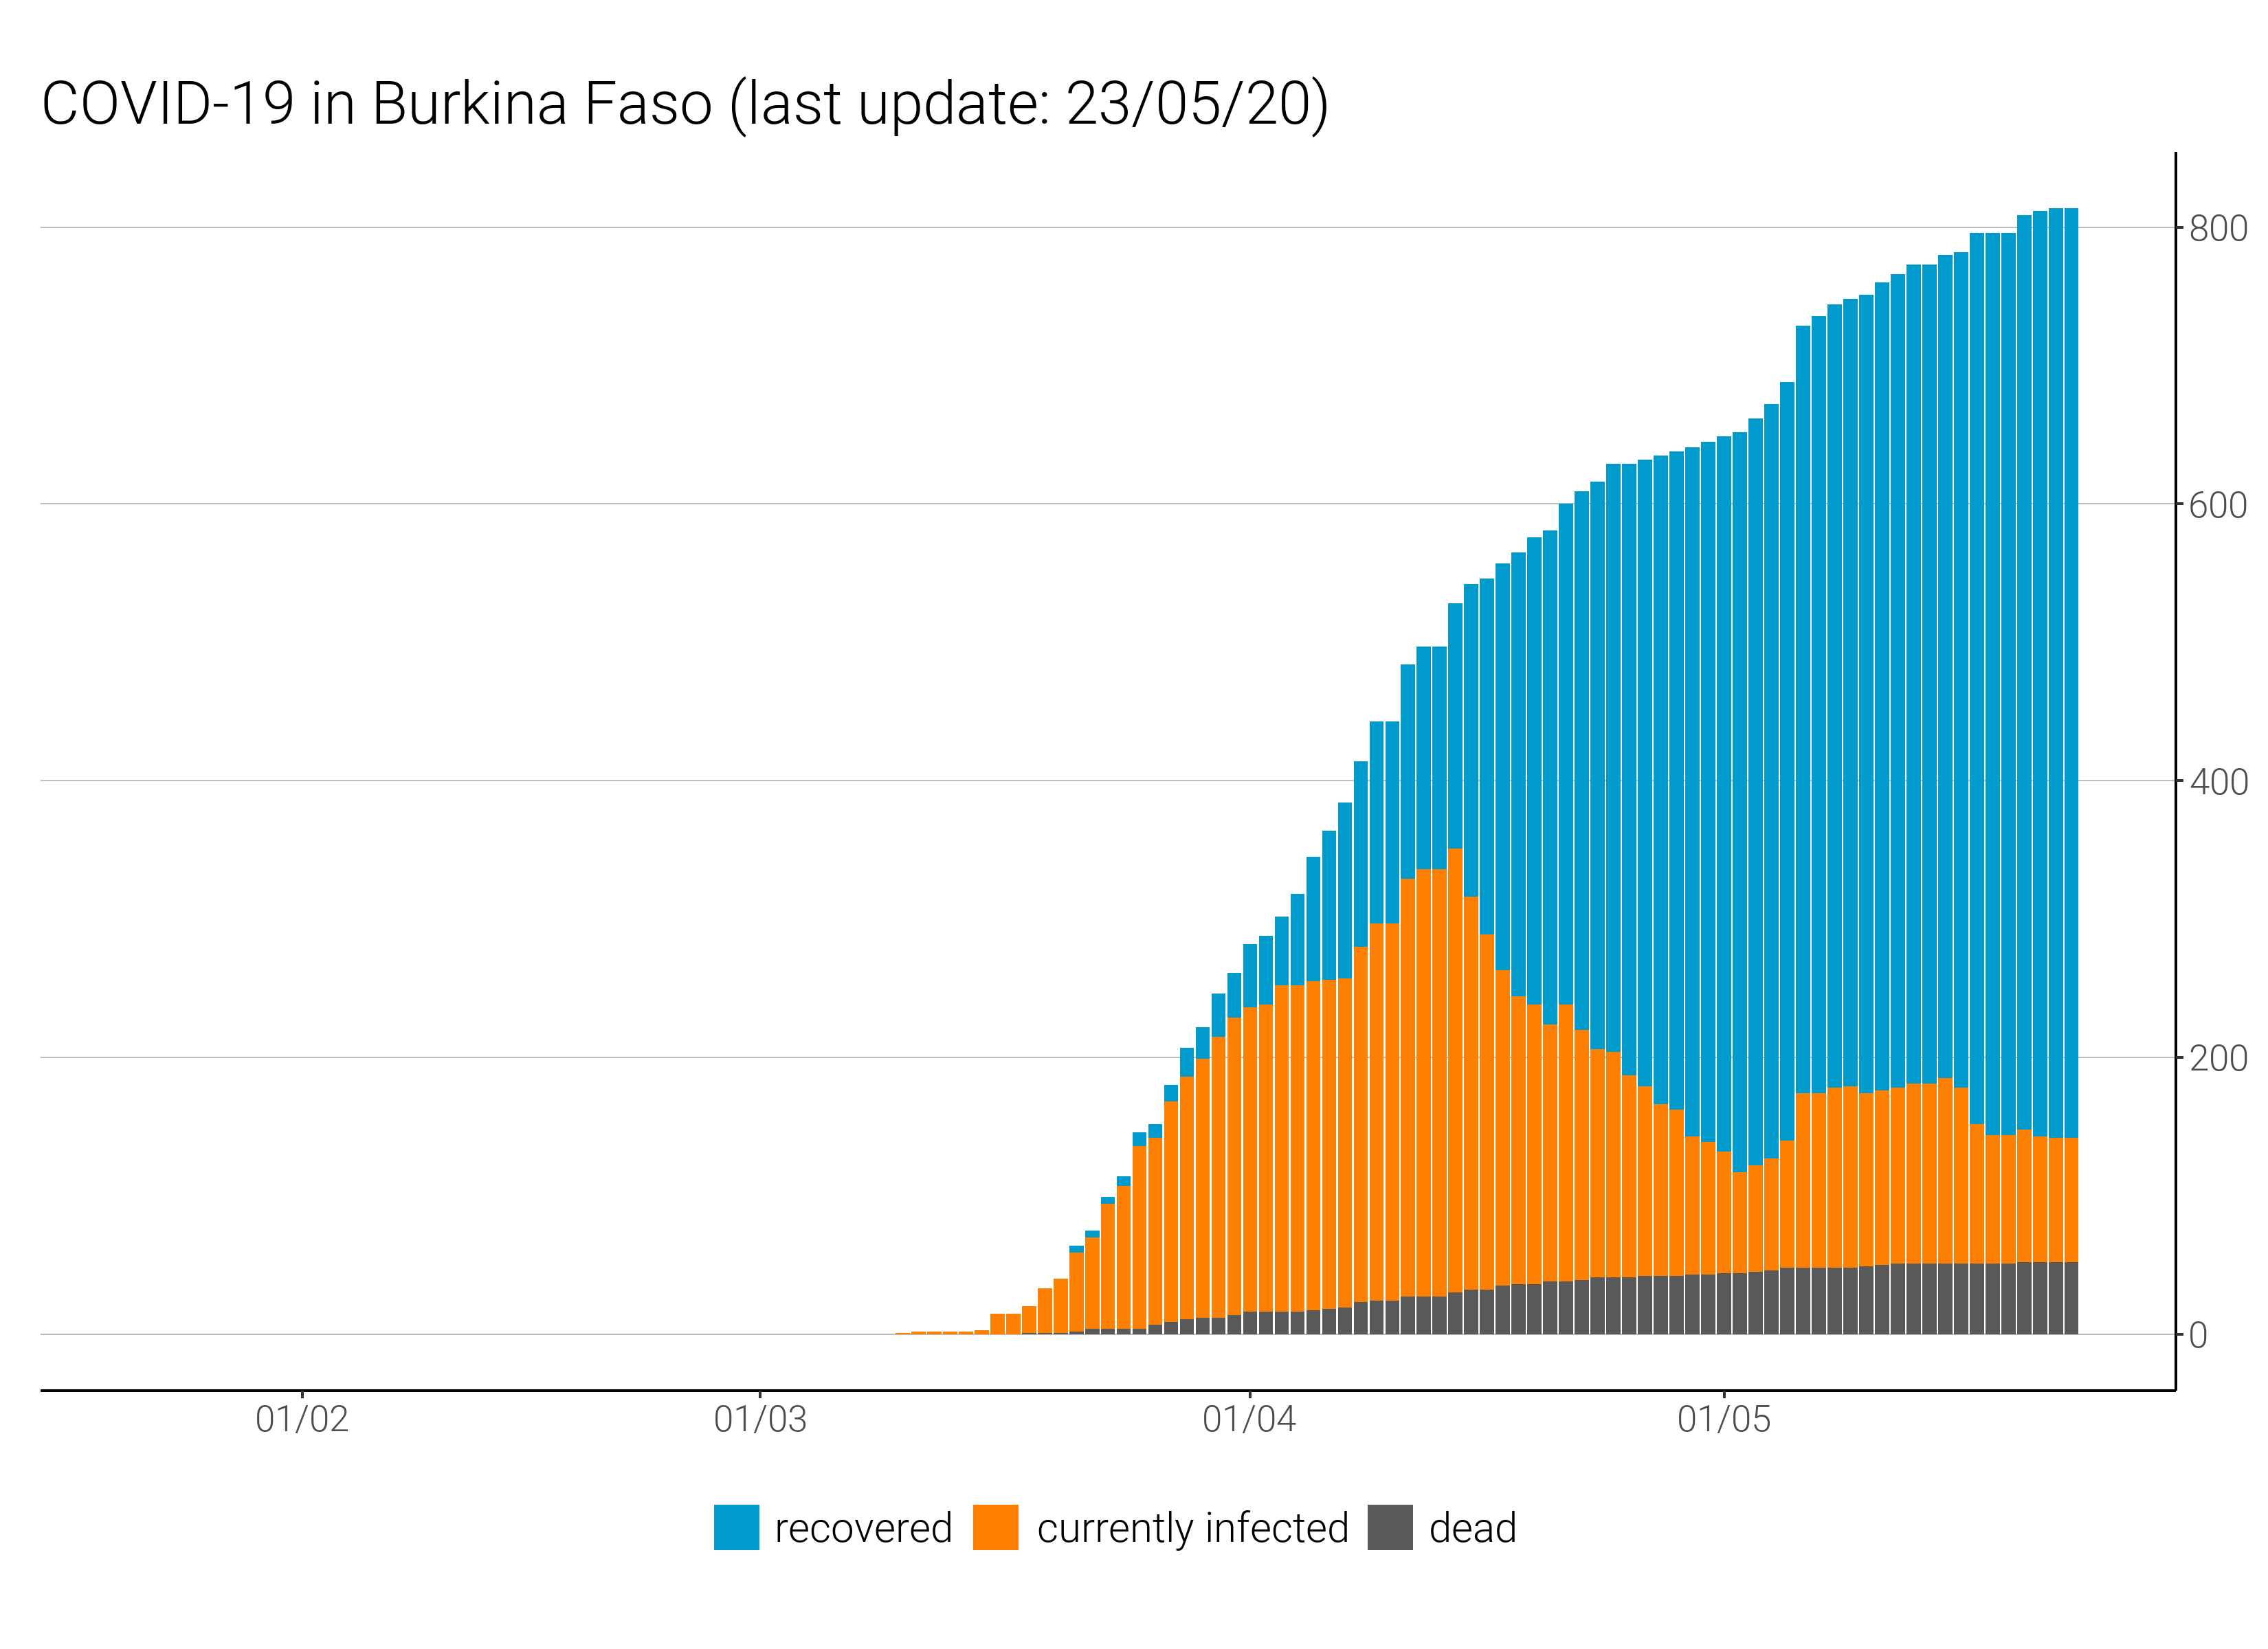 COVID-19 in Burkina Faso (last update: 23/05/20)
800
600
400
200
0
01/02 01/03 01/04 01/05
recovered currently infected dead